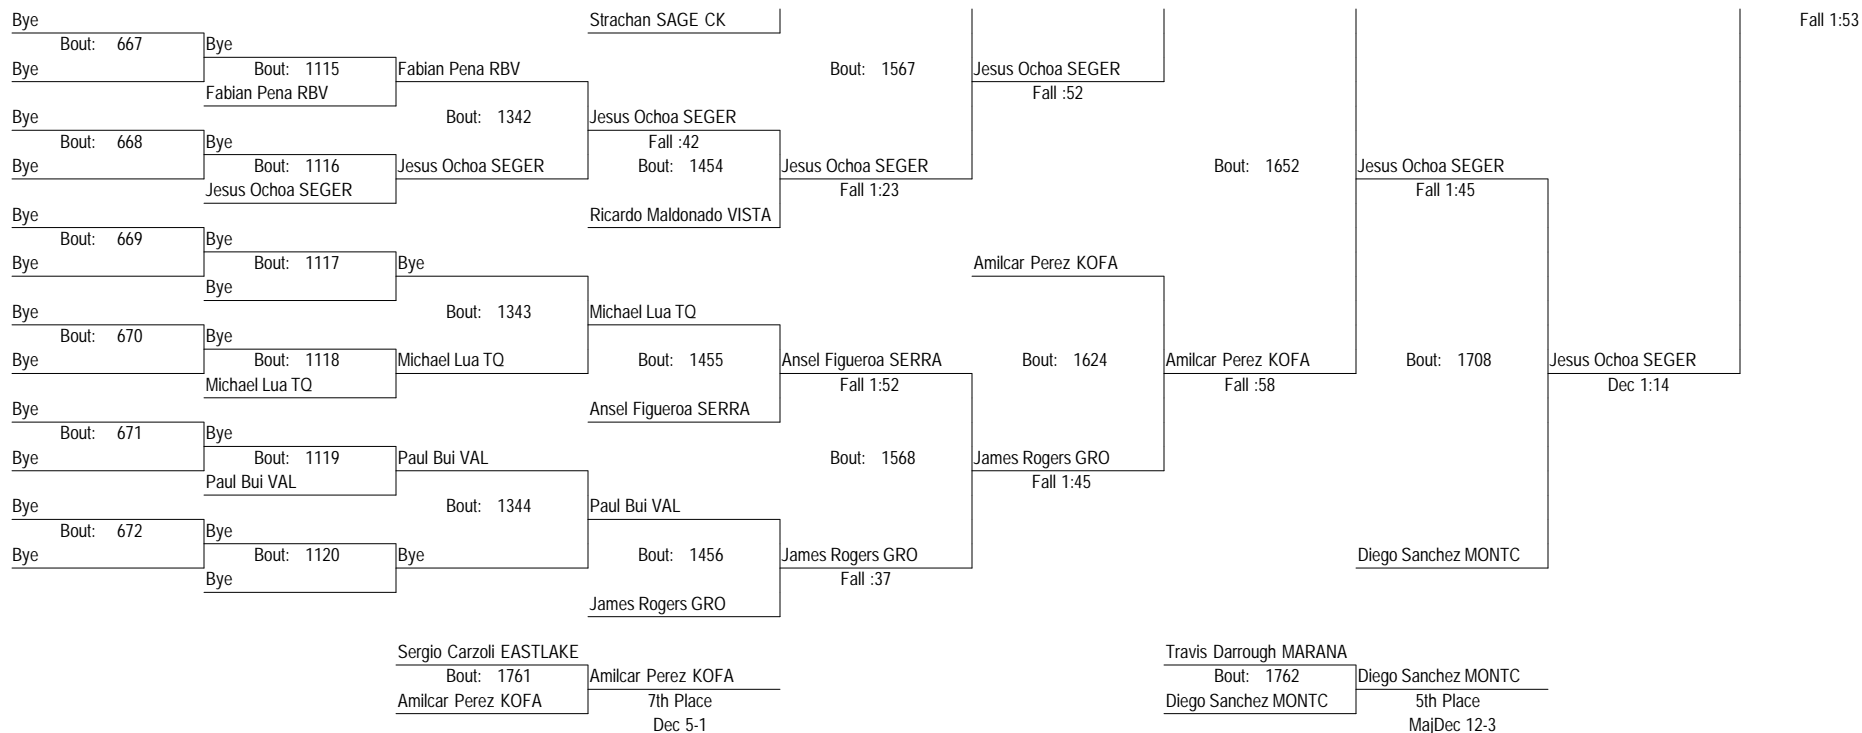 Bye
Strachan SAGE CK
Fall 1:53
Bout: 667
Bye
Bye
Bout: 1115
Fabian Pena RBV
Bout: 1567
Jesus Ochoa SEGER
Fabian Pena RBV
Fall :52
Bye
Bout: 1342
Jesus Ochoa SEGER
Bout: 668
Bye
Fall :42
Bye
Bout: 1116
Jesus Ochoa SEGER
Bout: 1454
Jesus Ochoa SEGER
Bout: 1652
Jesus Ochoa SEGER
Jesus Ochoa SEGER
Fall 1:23
Fall 1:45
Bye
Ricardo Maldonado VISTA
Bout: 669
Bye
Bye
Bout: 1117
Bye
Amilcar Perez KOFA
Bye
Bye
Bout: 1343
Michael Lua TQ
Bout: 670
Bye
Bye
Bout: 1118
Michael Lua TQ
Bout: 1455
Ansel Figueroa SERRA
Bout: 1624
Amilcar Perez KOFA
Bout: 1708
Jesus Ochoa SEGER
Michael Lua TQ
Fall 1:52
Fall :58
Dec 1:14
Bye
Ansel Figueroa SERRA
Bout: 671
Bye
Bye
Bout: 1119
Paul Bui VAL
Bout: 1568
James Rogers GRO
Paul Bui VAL
Fall 1:45
Bye
Bout: 1344
Paul Bui VAL
Bout: 672
Bye
Bye
Bout: 1120
Bye
Bout: 1456
James Rogers GRO
Diego Sanchez MONTC
Bye
Fall :37
James Rogers GRO
Sergio Carzoli EASTLAKE
Travis Darrough MARANA
Bout: 1761
Amilcar Perez KOFA
Bout: 1762
Diego Sanchez MONTC
Amilcar Perez KOFA
7th Place
Diego Sanchez MONTC
5th Place
Dec 5-1
MajDec 12-3